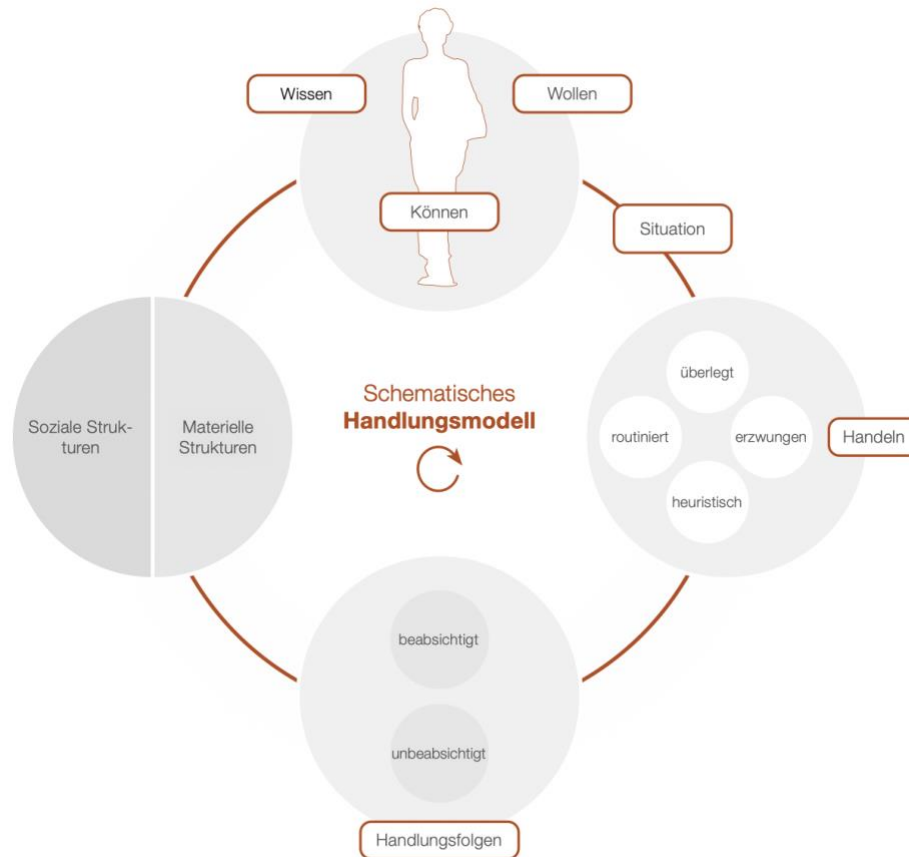 Wissen
Wollen
Können
Situation
überlegt
routiniert
erzwungen
heuristisch
Handeln
Schematisches
Handlungsmodell
Soziale Struk-
turen
Materielle
Strukturen
beabsichtigt
unbeabsichtigt
Handlungsfolgen